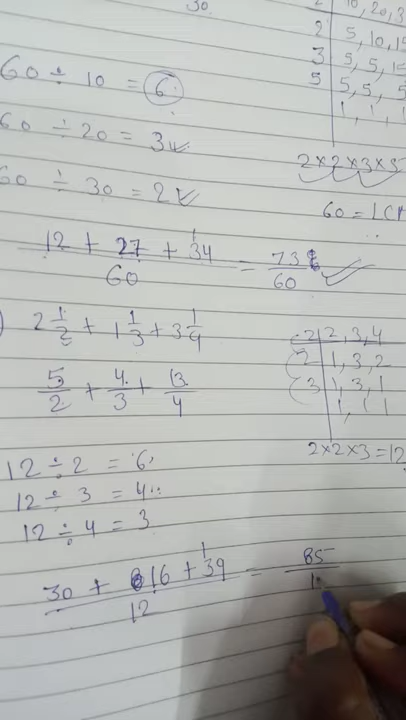 30
2 10, 20, 3
2 5, 10, 15
3 5, 5, 15
5 5, 5, 5
1, 1, 1
60 ÷ 10 = 6
60 ÷ 20 = 3
60 ÷ 30 = 2
2×2×3×5
60 = LCM
12 + 27 + 34 / 60 = 73 / 60
2 1/2 + 1 1/3 + 3 1/4
5/2 + 4/3 + 13/4
2 2, 3, 4
2 1, 3, 2
3 1, 3, 1
1, 1 1
2×2×3=12
12 ÷ 2 = 6
12 ÷ 3 = 4
12 ÷ 4 = 3
30 + 16 + 39 / 12 = 85 / 1